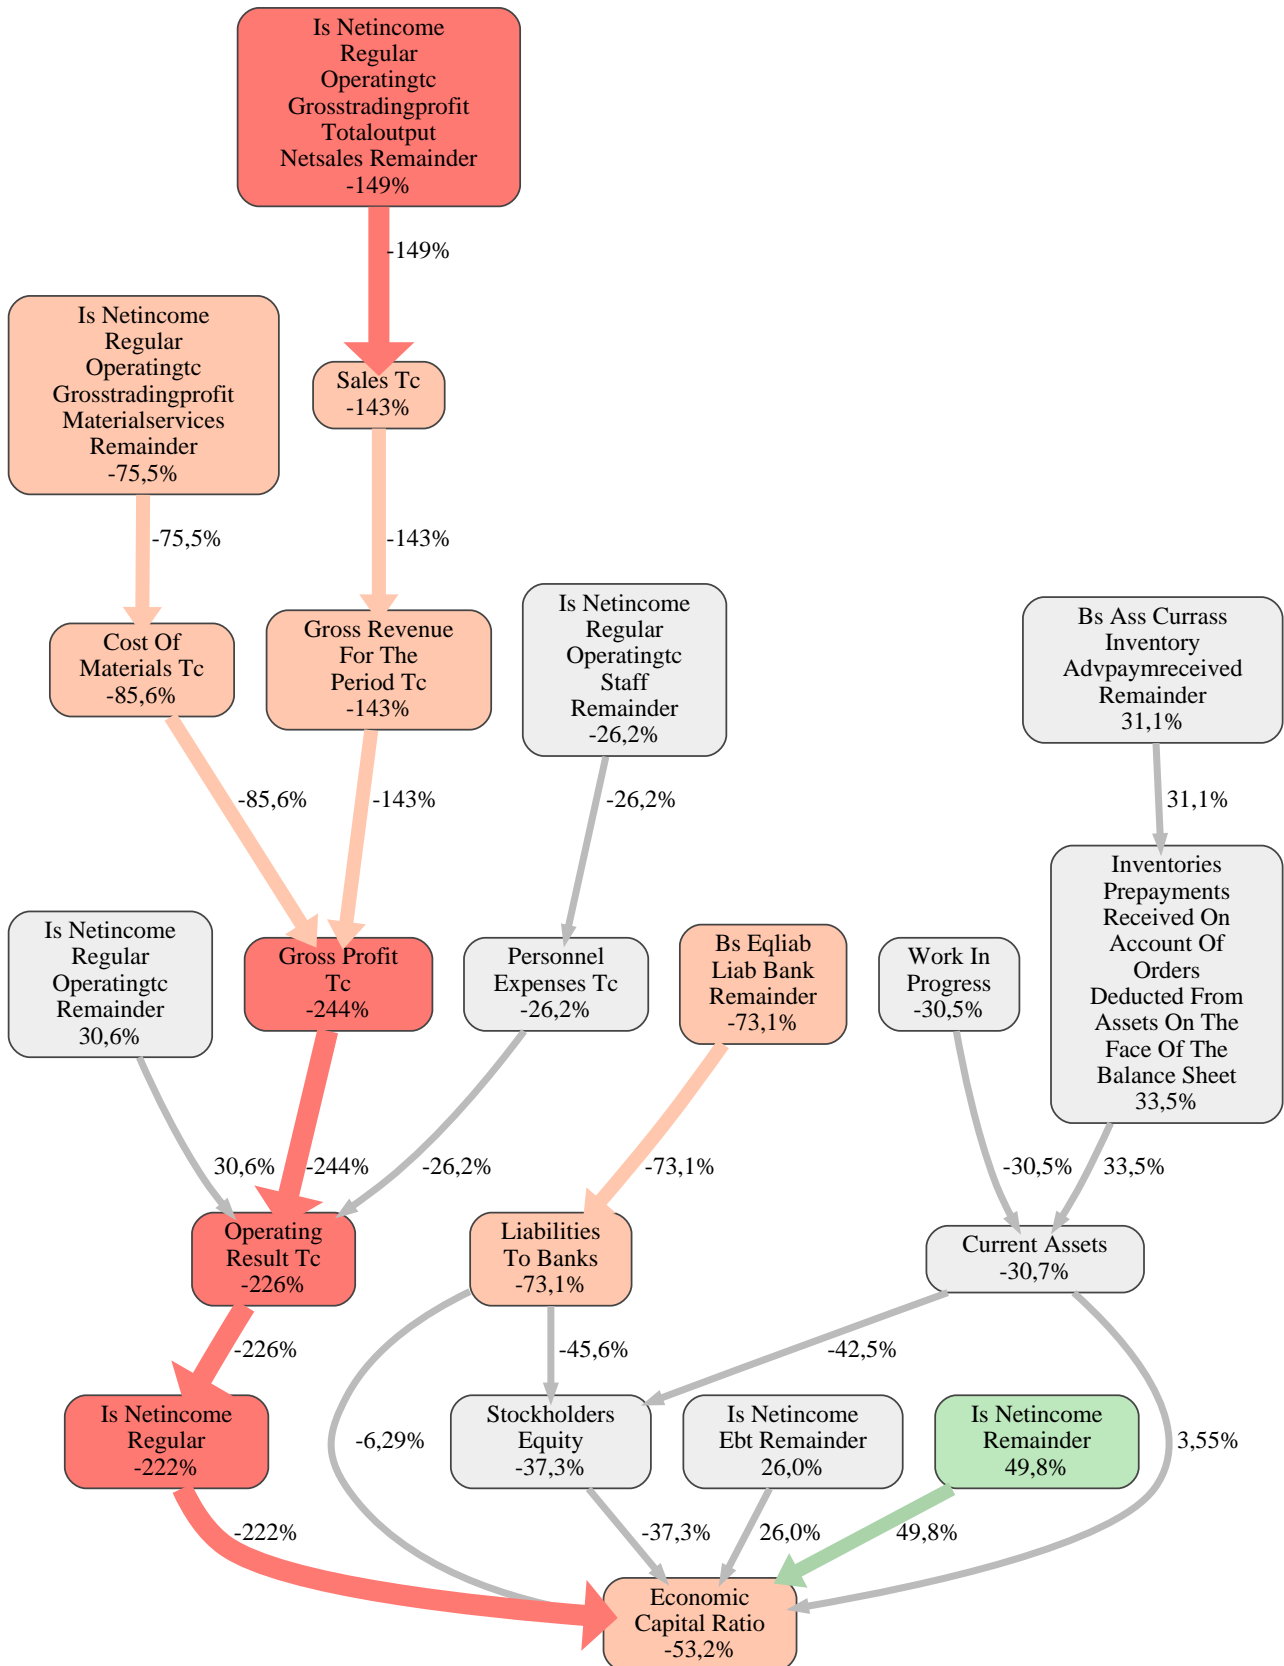 Is Netincome
Regular
Operatingtc
Grosstradingprofit
Totaloutput
Netsales Remainder
-149%
-149%
Is Netincome
Regular
Operatingtc
Grosstradingprofit
Materialservices
Remainder
-75,5%
Sales Tc
-143%
-75,5%
-143%
Cost Of
Materials Tc
-85,6%
Gross Revenue
For The
Period Tc
-143%
Is Netincome
Regular
Operatingtc
Staff
Remainder
-26,2%
Bs Ass Currass
Inventory
Advpaymreceived
Remainder
31,1%
-85,6%
-143%
-26,2%
31,1%
Is Netincome
Regular
Operatingtc
Remainder
30,6%
Gross Profit
Tc
-244%
Personnel
Expenses Tc
-26,2%
Bs Eqliab
Liab Bank
Remainder
-73,1%
Work In
Progress
-30,5%
Inventories
Prepayments
Received On
Account Of
Orders
Deducted From
Assets On The
Face Of The
Balance Sheet
33,5%
30,6%
-244%
-26,2%
-73,1%
-30,5%
33,5%
Operating
Result Tc
-226%
Liabilities
To Banks
-73,1%
Current Assets
-30,7%
-226%
-45,6%
-42,5%
Is Netincome
Regular
-222%
-6,29%
Stockholders
Equity
-37,3%
Is Netincome
Ebt Remainder
26,0%
Is Netincome
Remainder
49,8%
3,55%
-222%
-37,3%
26,0%
49,8%
Economic
Capital Ratio
-53,2%